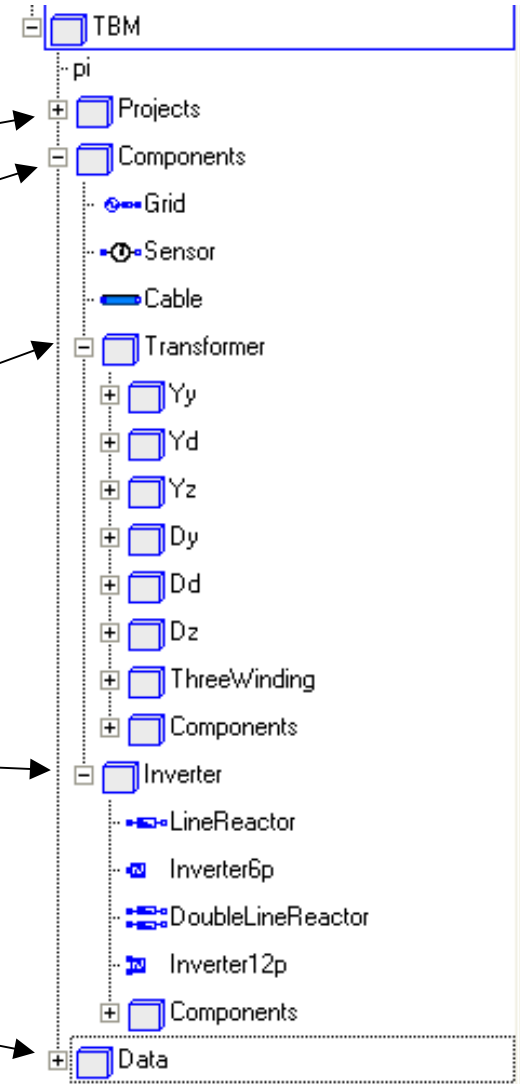 TBM
pi
Projects
Components
Grid
Sensor
Cable
Transformer
Yy
Yd
Yz
Dy
Dd
Dz
ThreeWinding
Components
Inverter
LineReactor
Inverter6p
DoubleLineReactor
Inverter12p
Components
Data